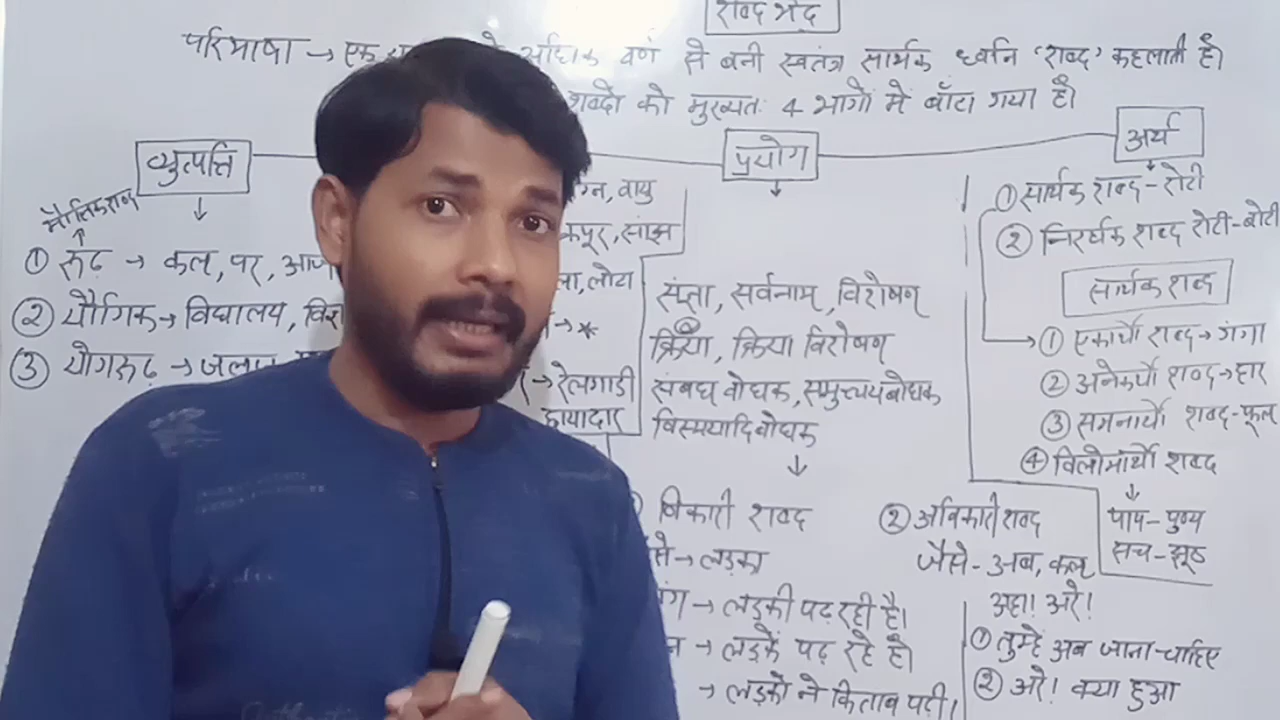 शब्द भेद
परिभाषा → एक से अधिक वर्ण से बनी स्वतंत्र सार्थक ध्वनि 'शब्द' कहलाती है।
शब्दों को मुख्यतः 4 भागों में बाँटा गया है।
व्युत्पत्ति
प्रयोग
अर्थ
↓
① रूढ़ → कल, पर, आज
② यौगिक → विद्यालय,
③ योगरूढ़ →
वायु
कपूर, सांझ
लोटा
→ *
→ रेलगाड़ी
छायादार
संज्ञा, सर्वनाम, विशेषण
क्रिया, क्रिया विशेषण
संबंध बोधक, समुच्चयबोधक
विस्मयादिबोधक
↓
विकारी शब्द
→ लड़का
→ लड़की पढ़ रही है।
→ लड़के पढ़ रहे है।
→ लड़को ने किताब पढ़ी।
② अविकारी शब्द
जैसे - अब, कल,
अहा! अरे!
① तुम्हे अब जाना चाहिए
② अरे! क्या हुआ
① सार्थक शब्द - रोटी
② निरर्थक शब्द रोटी-वोटी
सार्थक शब्द
① एकार्थी शब्द → गंगा
② अनेकार्थी शब्द → हार
③ समनार्थी शब्द - फूल
④ विलोमार्थी शब्द
↓
पाप - पुण्य
सच - झूठ